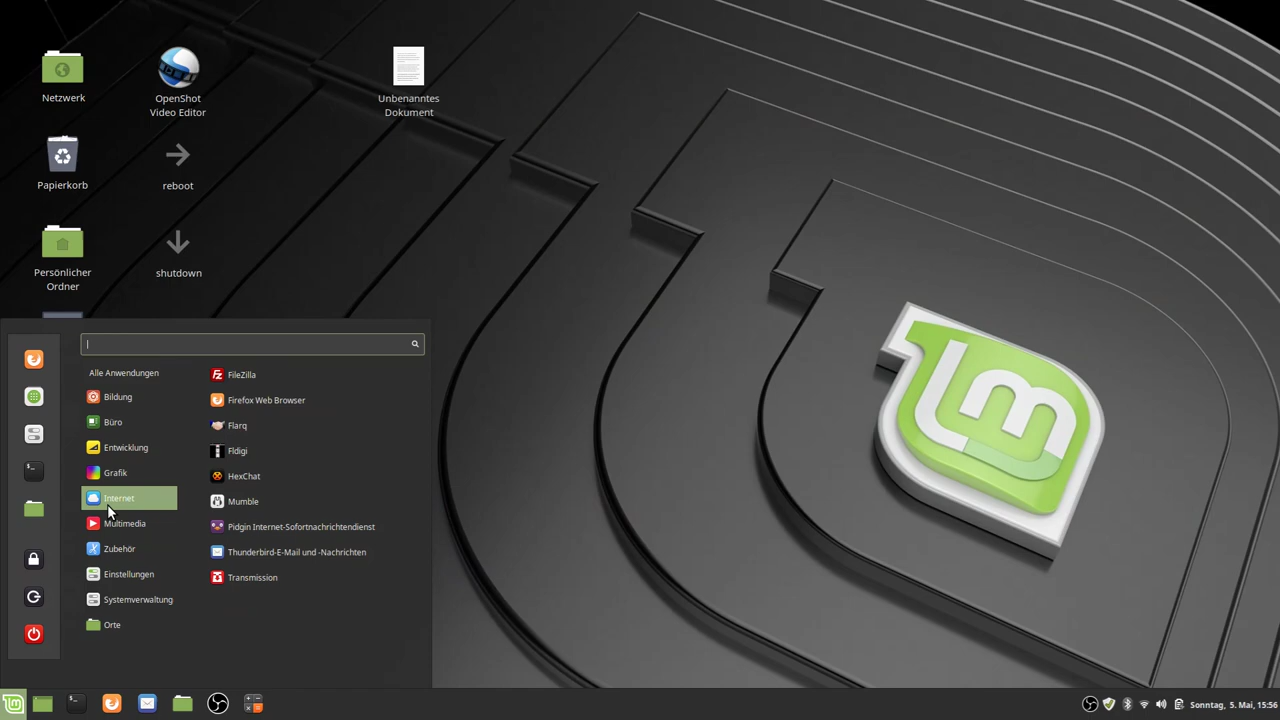 Netzwerk
OpenShot
Video Editor
Unbenanntes
Dokument
Papierkorb
reboot
Persönlicher
Ordner
shutdown
Alle Anwendungen
Bildung
Büro
Entwicklung
Grafik
Internet
Multimedia
Zubehör
Einstellungen
Systemverwaltung
Orte
FileZilla
Firefox Web Browser
Flarq
Fldigi
HexChat
Mumble
Pidgin Internet-Sofortnachrichtendienst
Thunderbird-E-Mail und -Nachrichten
Transmission
Sonntag, 5. Mai, 15:56